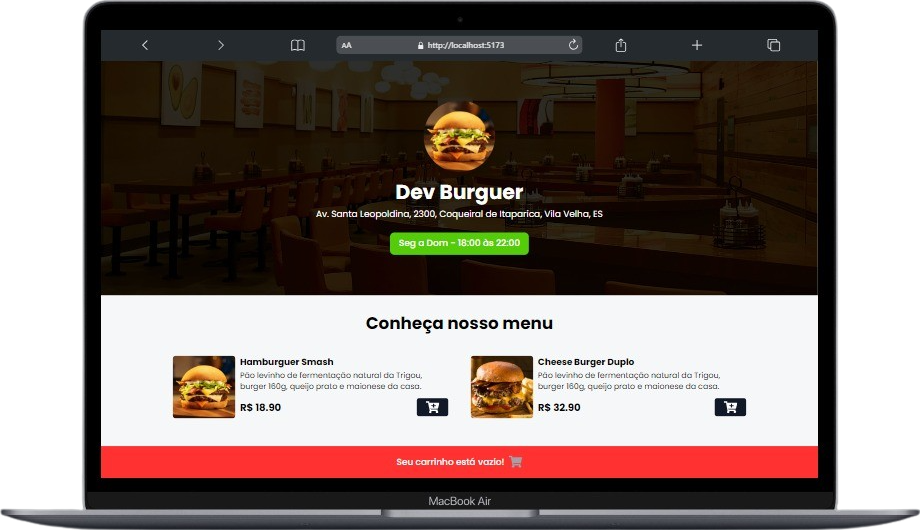 AA
http://localhost:5173
Dev Burguer
Av. Santa Leopoldina, 2300, Coqueiral de Itaparica, Vila Velha, ES
Seg a Dom - 18:00 às 22:00
Conheça nosso menu
Hamburguer Smash
Pão levinho de fermentação natural da Trigou,
burger 160g, queijo prato e maionese da casa.
R$ 18.90
Cheese Burger Duplo
Pão levinho de fermentação natural da Trigou,
burger 160g, queijo prato e maionese da casa.
R$ 32.90
Seu carrinho está vazio!
MacBook Air